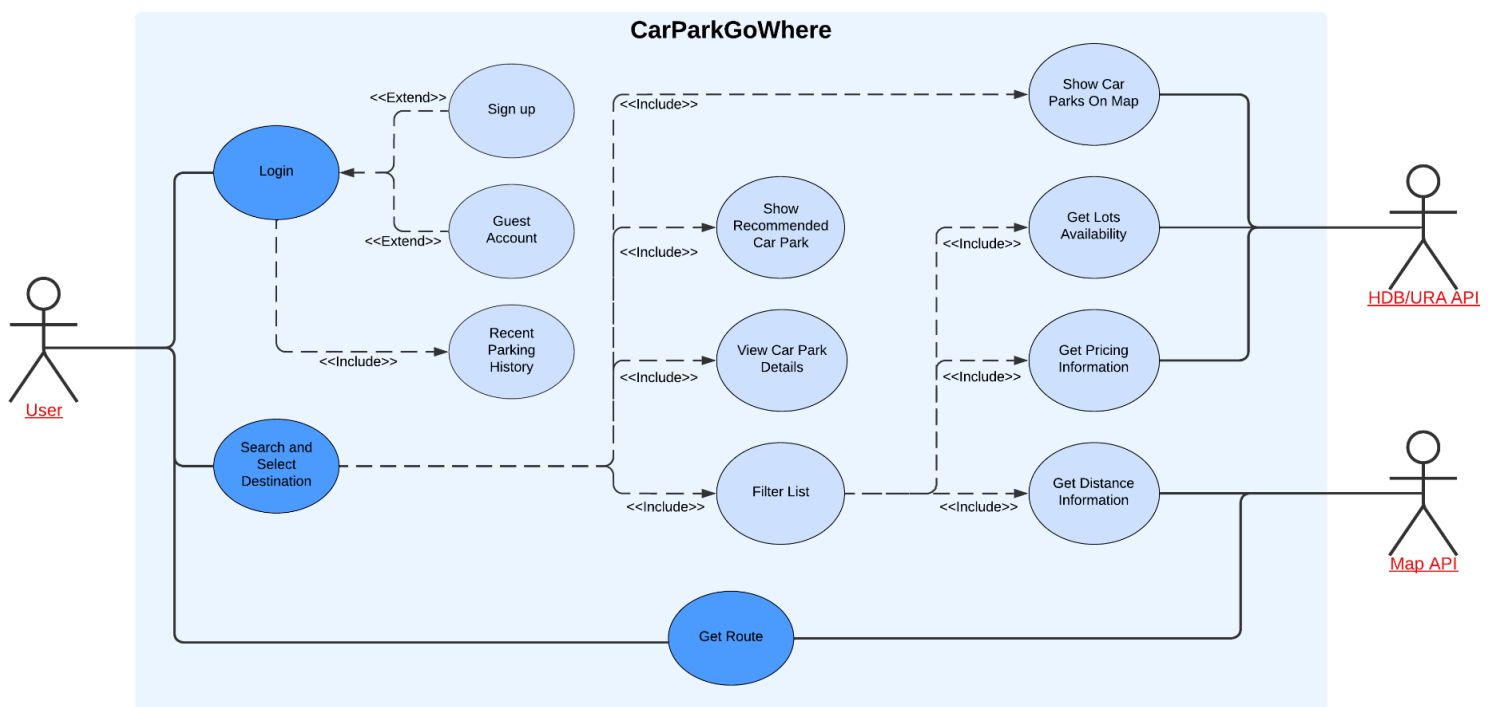 CarParkGoWhere
<<Extend>>
Sign up
Login
Guest
Account
<<Extend>>
Recent
Parking
History
<<Include>>
User
Search and
Select
Destination
<<Include>>
Show Car
Parks On Map
Show
Recommended
Car Park
<<Include>>
View Car Park
Details
<<Include>>
Filter List
<<Include>>
Get Lots
Availability
<<Include>>
Get Pricing
Information
<<Include>>
Get Distance
Information
<<Include>>
HDB/URA API
Map API
Get Route